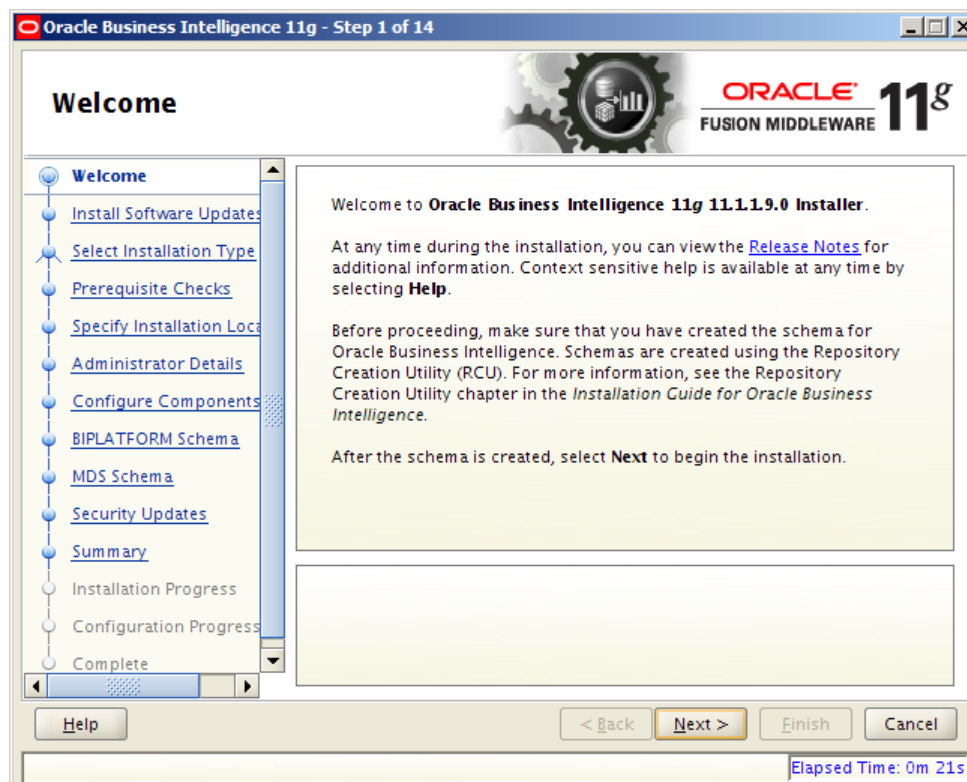 Oracle Business Intelligence 11g - Step 1 of 14
Welcome
ORACLE
FUSION MIDDLEWARE
11g
Welcome
Install Software Updates
Select Installation Type
Prerequisite Checks
Specify Installation Loca
Administrator Details
Configure Components
BIPLATFORM Schema
MDS Schema
Security Updates
Summary
Installation Progress
Configuration Progress
Complete
Welcome to Oracle Business Intelligence 11g 11.1.1.9.0 Installer.
At any time during the installation, you can view the Release Notes for
additional information. Context sensitive help is available at any time by
selecting Help.
Before proceeding, make sure that you have created the schema for
Oracle Business Intelligence. Schemas are created using the Repository
Creation Utility (RCU). For more information, see the Repository
Creation Utility chapter in the Installation Guide for Oracle Business
Intelligence.
After the schema is created, select Next to begin the installation.
Help
< Back
Next >
Finish
Cancel
Elapsed Time: 0m 21s